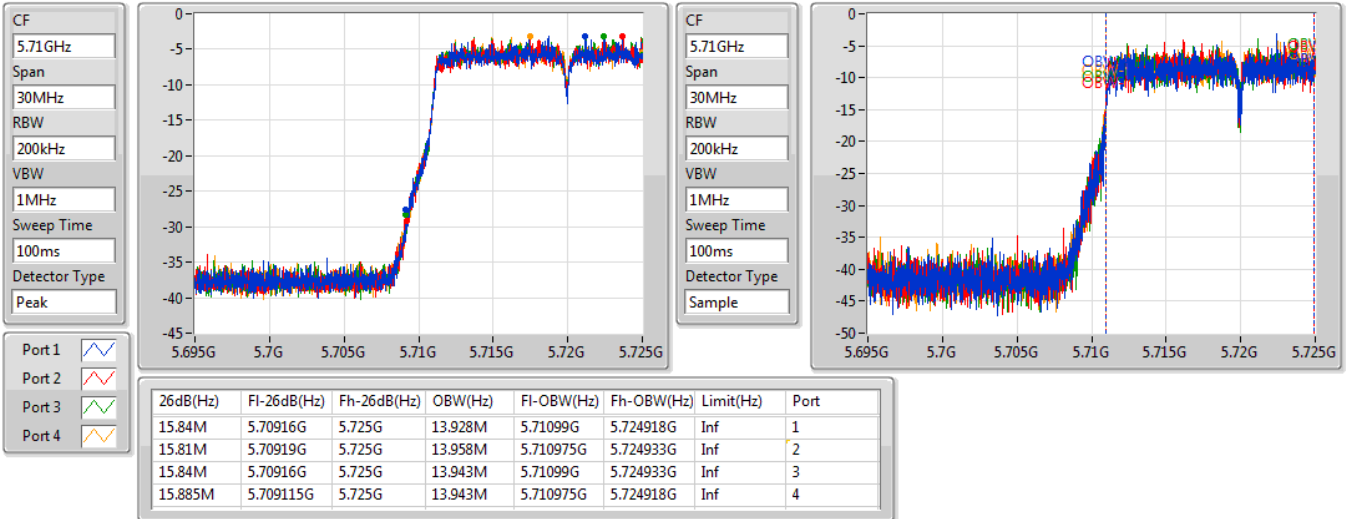 CF
5.71GHz
Span
30MHz
RBW
200kHz
VBW
1MHz
Sweep Time
100ms
Detector Type
Peak
0
-5
-10
-15
-20
-25
-30
-35
-40
-45
5.695G 5.7G 5.705G 5.71G 5.715G 5.72G 5.725G
CF
5.71GHz
Span
30MHz
RBW
200kHz
VBW
1MHz
Sweep Time
100ms
Detector Type
Sample
0
-5
-10
-15
-20
-25
-30
-35
-40
-45
-50
5.695G 5.7G 5.705G 5.71G 5.715G 5.72G 5.725G
Port 1
Port 2
Port 3
Port 4
26dB(Hz) Fl-26dB(Hz) Fh-26dB(Hz) OBW(Hz) Fl-OBW(Hz) Fh-OBW(Hz) Limit(Hz) Port
15.84M 5.70916G 5.725G 13.928M 5.71099G 5.724918G Inf 1
15.81M 5.70919G 5.725G 13.958M 5.710975G 5.724933G Inf 2
15.84M 5.70916G 5.725G 13.943M 5.71099G 5.724933G Inf 3
15.885M 5.709115G 5.725G 13.943M 5.710975G 5.724918G Inf 4